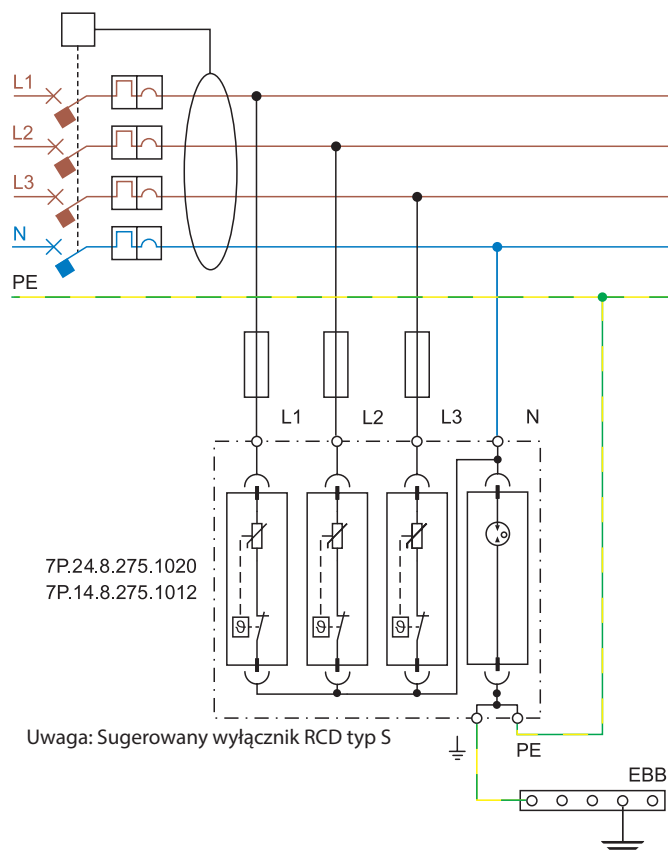 L1
L2
L3
N
PE
L1 L2 L3 N
7P.24.8.275.1020
7P.14.8.275.1012
ϑ ϑ ϑ
Uwaga: Sugerowany wyłącznik RCD typ S
PE
EBB